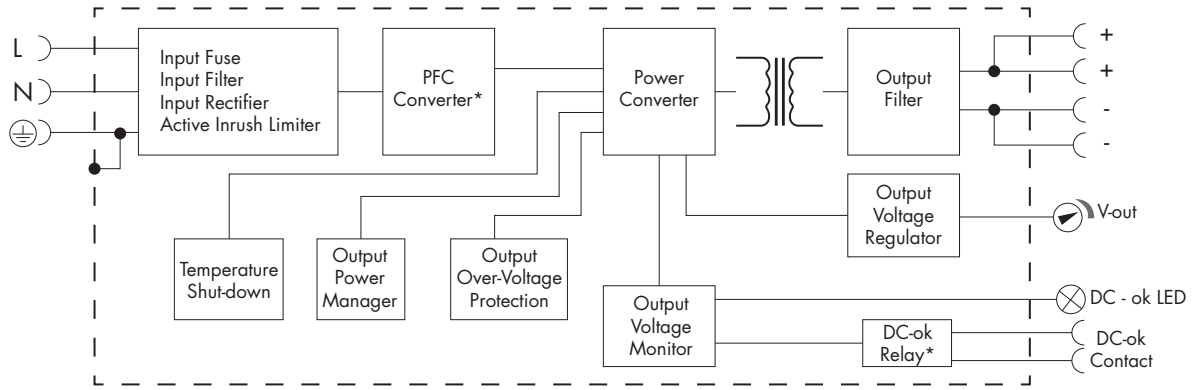 L
N
Input Fuse
Input Filter
Input Rectifier
Active Inrush Limiter
PFC
Converter*
Power
Converter
Output
Filter
+
+
-
-
Output
Voltage
Regulator
V-out
Temperature
Shut-down
Output
Power
Manager
Output
Over-Voltage
Protection
Output
Voltage
Monitor
DC - ok LED
DC-ok
Relay*
DC-ok
Contact